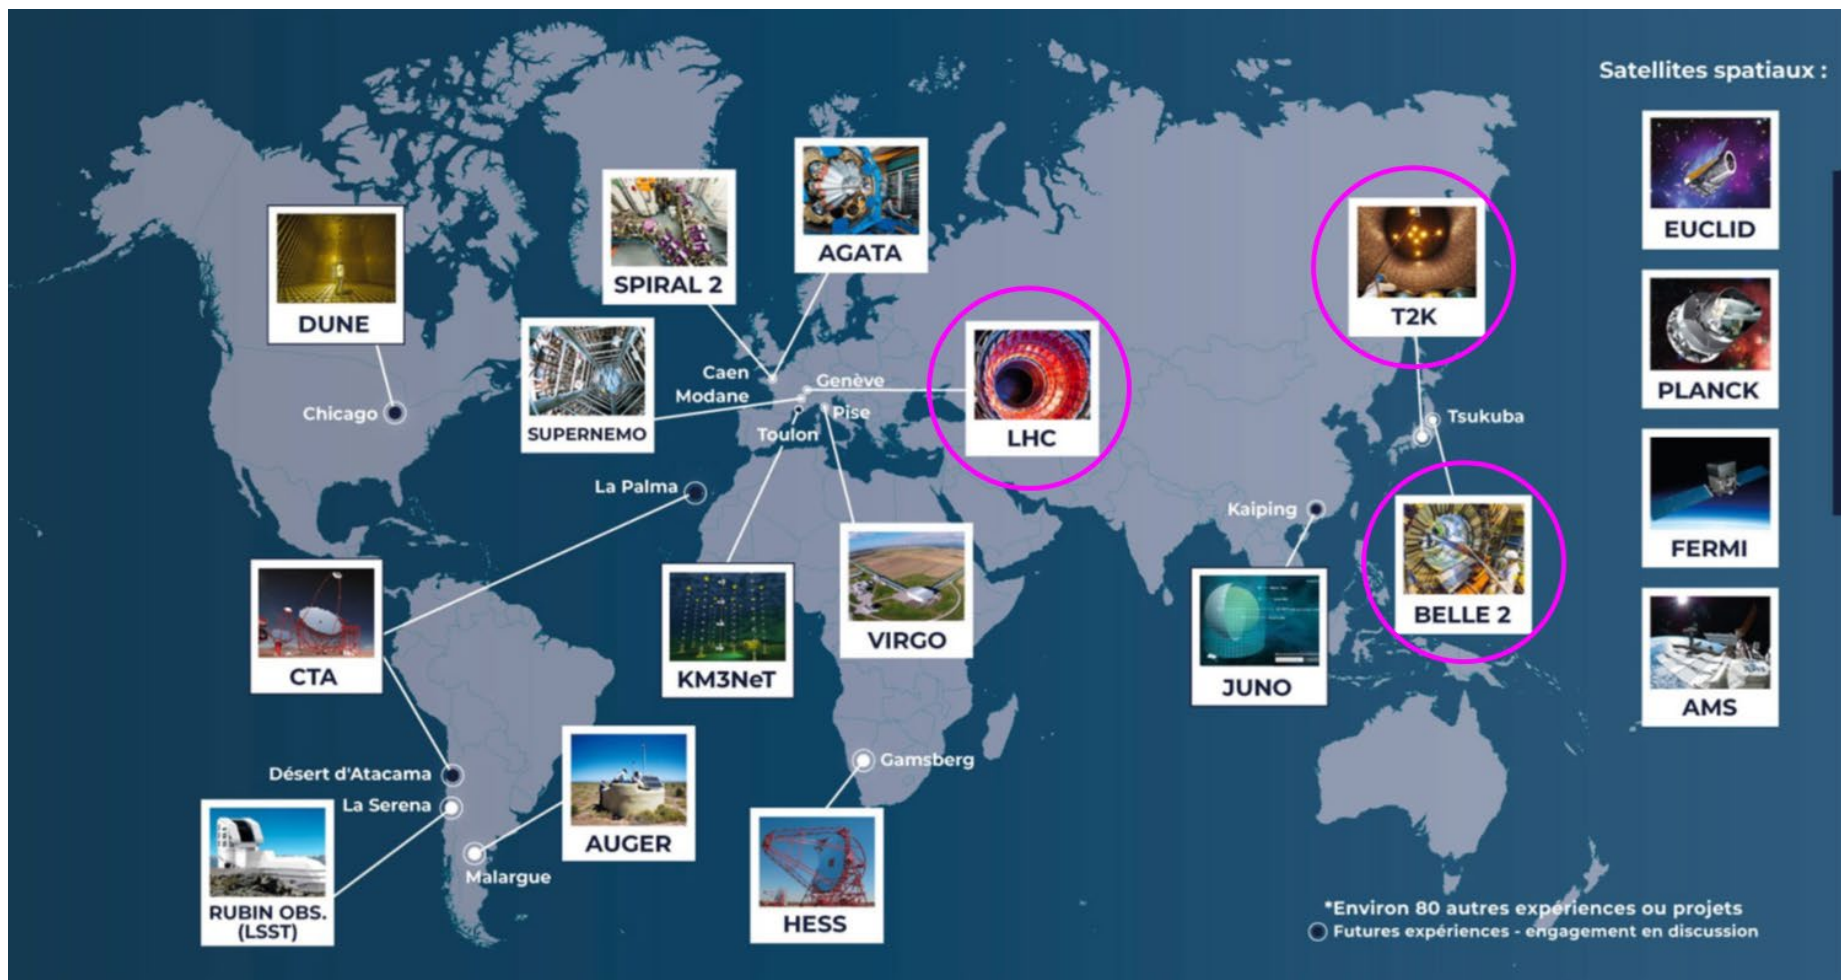 Satellites spatiaux :
EUCLID
PLANCK
FERMI
AMS
DUNE
Chicago
SPIRAL 2
AGATA
SUPERNEMO
Caen
Modane
Genève
Pise
Toulon
LHC
T2K
Tsukuba
BELLE 2
Kaiping
JUNO
La Palma
CTA
KM3NeT
VIRGO
Désert d'Atacama
La Serena
Malargue
RUBIN OBS.
(LSST)
AUGER
Gamsberg
HESS
*Environ 80 autres expériences ou projets
Futures expériences - engagement en discussion